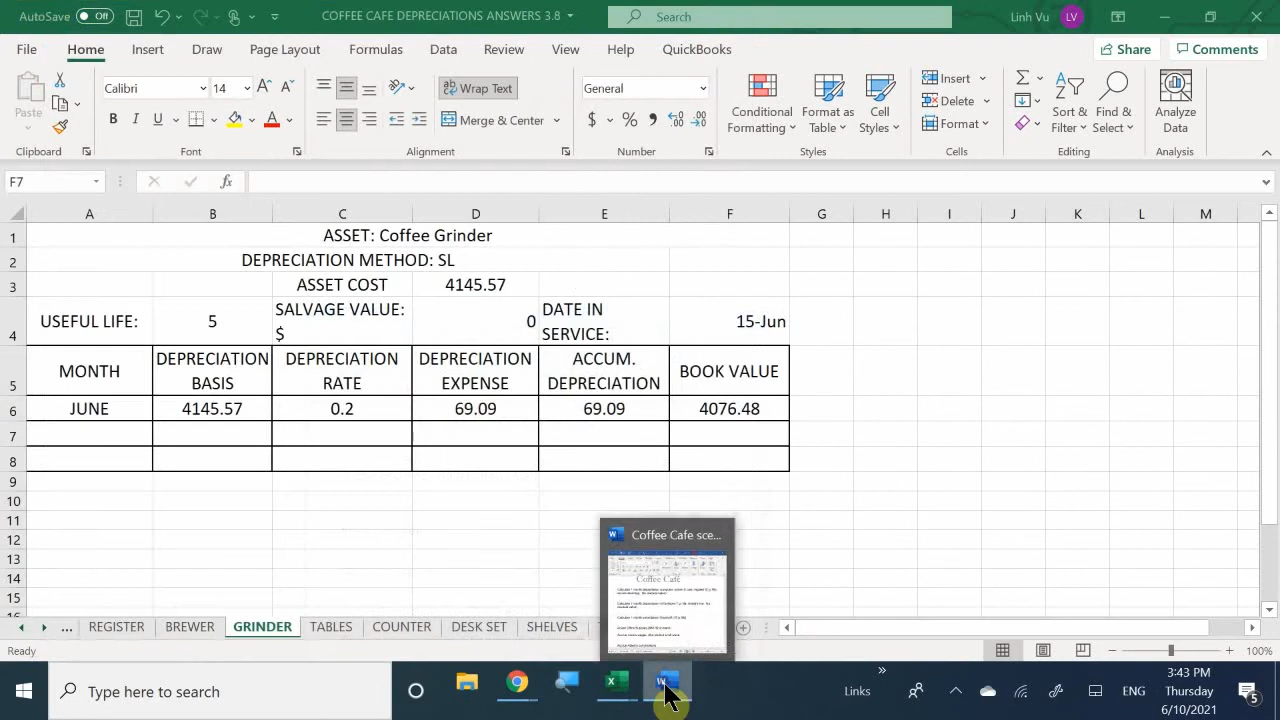 AutoSave Off COFFEE CAFE DEPRECIATIONS ANSWERS 3.8 Search Linh Vu LV
File Home Insert Draw Page Layout Formulas Data Review View Help QuickBooks Share Comments
Paste Calibri 14 Wrap Text General Conditional Formatting Format as Table Cell Styles Insert Delete Format Sort & Filter Find & Select Analyze Data
B I U A Merge & Center $ %
Clipboard Font Alignment Number Styles Cells Editing Analysis
F7 fx
A B C D E F G H I J K L M
1 ASSET: Coffee Grinder
2 DEPRECIATION METHOD: SL
3 ASSET COST 4145.57
4 USEFUL LIFE: 5 SALVAGE VALUE: $ 0 DATE IN SERVICE: 15-Jun
5 MONTH DEPRECIATION BASIS DEPRECIATION RATE DEPRECIATION EXPENSE ACCUM. DEPRECIATION BOOK VALUE
6 JUNE 4145.57 0.2 69.09 69.09 4076.48
7
8
9
10
11
12
13
14
15
Coffee Cafe sce...
Coffee Café
REGISTER BREWER GRINDER TABLES COUNTER DESK SET SHELVES
Ready 100%
Type here to search Links ENG 3:43 PM
Thursday
6/10/2021
5